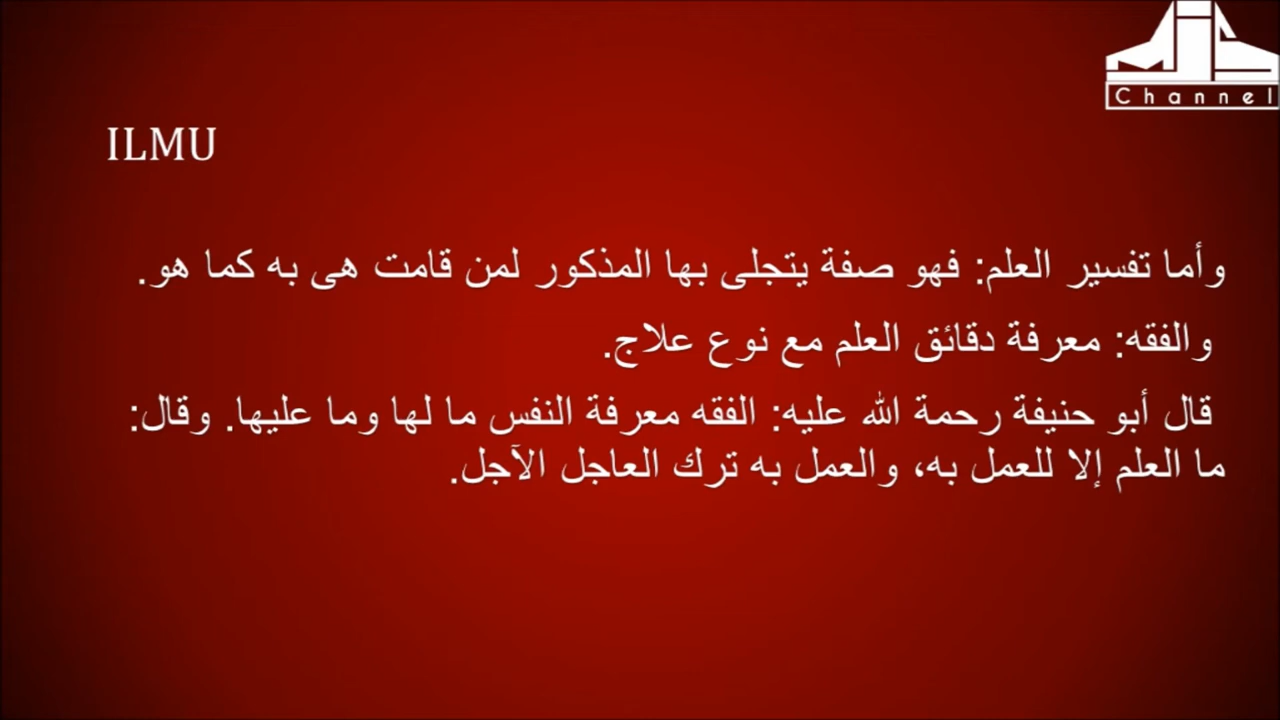 MJS
Channel
ILMU
وأما تفسير العلم: فهو صفة يتجلى بها المذكور لمن قامت هى به كما هو.
والفقه: معرفة دقائق العلم مع نوع علاج.
قال أبو حنيفة رحمة الله عليه: الفقه معرفة النفس ما لها وما عليها. وقال:
ما العلم إلا للعمل به، والعمل به ترك العاجل الآجل.